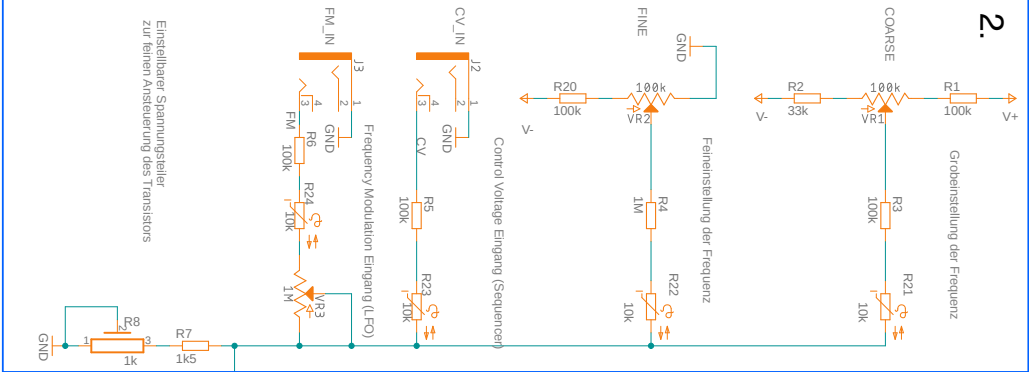 2.
COARSE
FINE
CV_IN
FM_IN
Einstellbarer Spannungsteiler
zur feinen Ansteuerung des Transistors
R1
100k
V+
100k
VR1
R2
33k
V-
GND
100k
VR2
R20
100k
V-
J2
1
2
4
3
GND
CV
J3
1
2
4
3
GND
FM
Grobeinstellung der Frequenz
Feineinstellung der Frequenz
Control Voltage Eingang (Sequencer)
Frequency Modulation Eingang (LFO)
R3
100k
R21
10k
R4
1M
R22
10k
R5
100k
R23
10k
R6
100k
R24
10k
VR3
1M
R7
1k5
R8
1
2
3
1k
GND